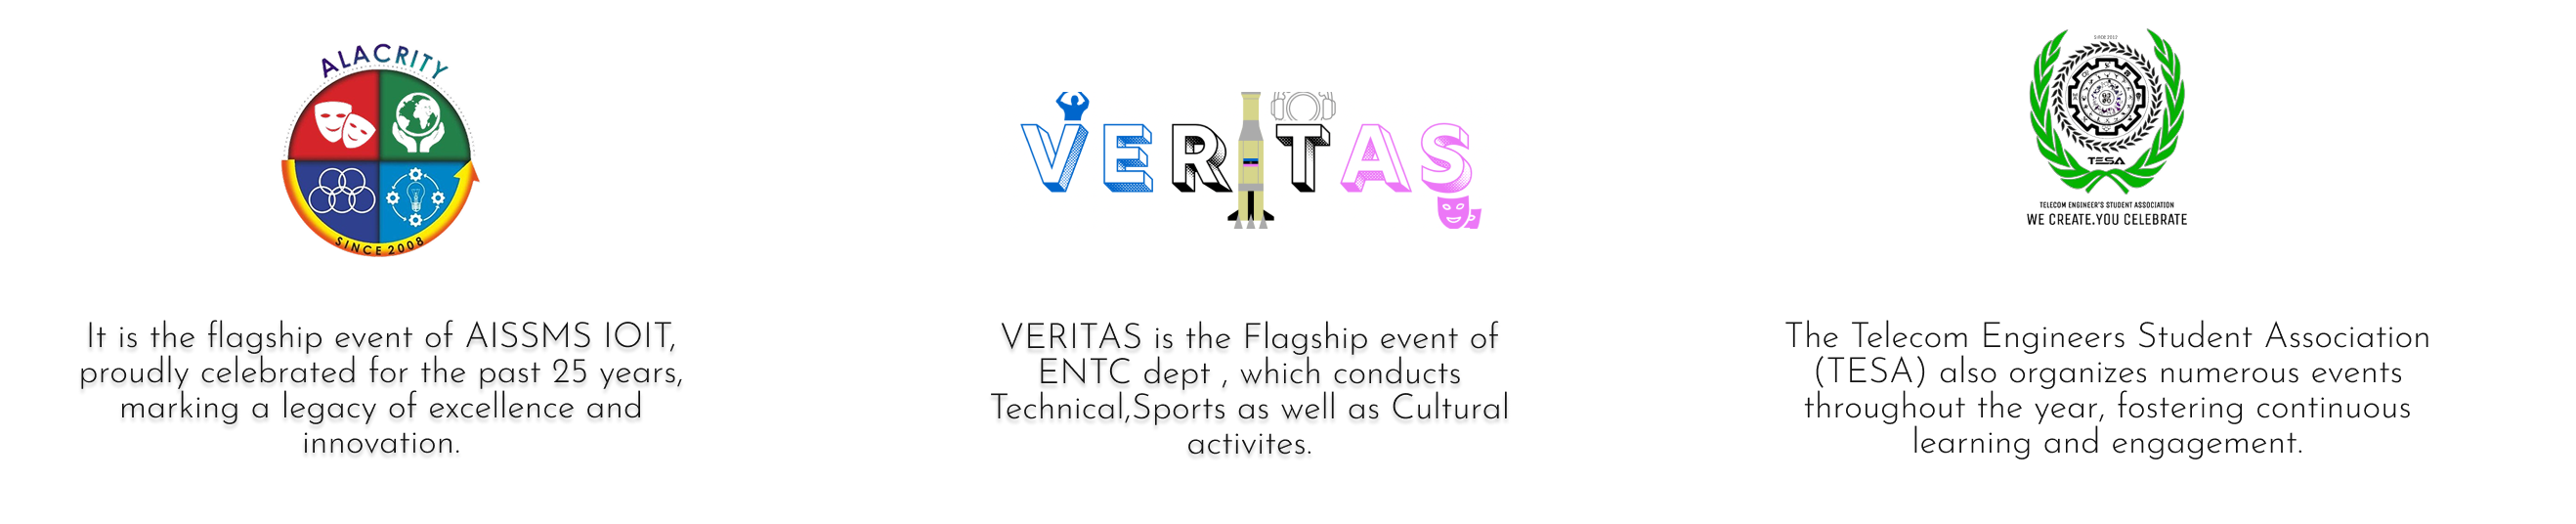 ALACRITY
SINCE 2008
It is the flagship event of AISSMS IOIT,
proudly celebrated for the past 25 years,
marking a legacy of excellence and
innovation.
VERITAS
VERITAS is the Flagship event of
ENTC dept , which conducts
Technical,Sports as well as Cultural
activites.
SINCE 2012
TESA
TELECOM ENGINEER'S STUDENT ASSOCIATION
WE CREATE.YOU CELEBRATE
The Telecom Engineers Student Association
(TESA) also organizes numerous events
throughout the year, fostering continuous
learning and engagement.